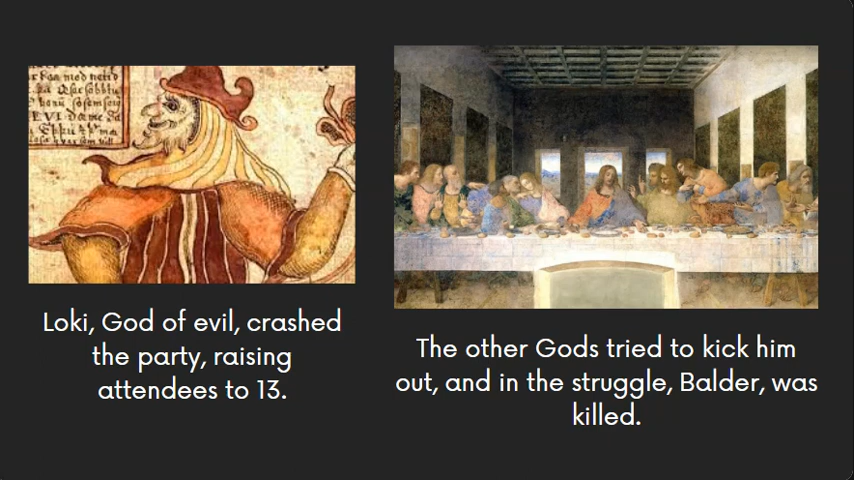 Loki, God of evil, crashed
the party, raising
attendees to 13.
The other Gods tried to kick him
out, and in the struggle, Balder, was
killed.